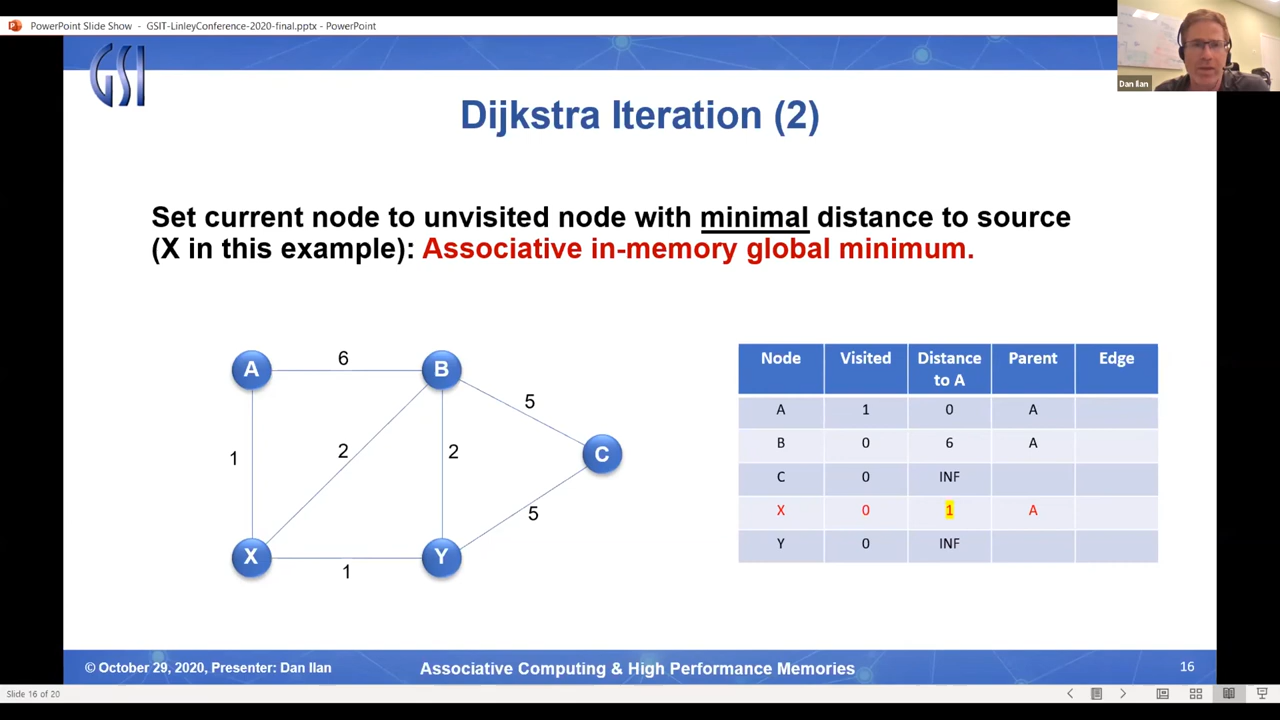 PowerPoint Slide Show - GSIT-LinleyConference-2020-final.pptx - PowerPoint
GSI
Dan Ilan
Dijkstra Iteration (2)
Set current node to unvisited node with minimal distance to source
(X in this example): Associative in-memory global minimum.
A
6
B
5
1
2
2
C
5
X
1
Y
Node Visited Distance to A Parent Edge
A 1 0 A
B 0 6 A
C 0 INF
X 0 1 A
Y 0 INF
© October 29, 2020, Presenter: Dan Ilan
Associative Computing & High Performance Memories
16
Slide 16 of 20